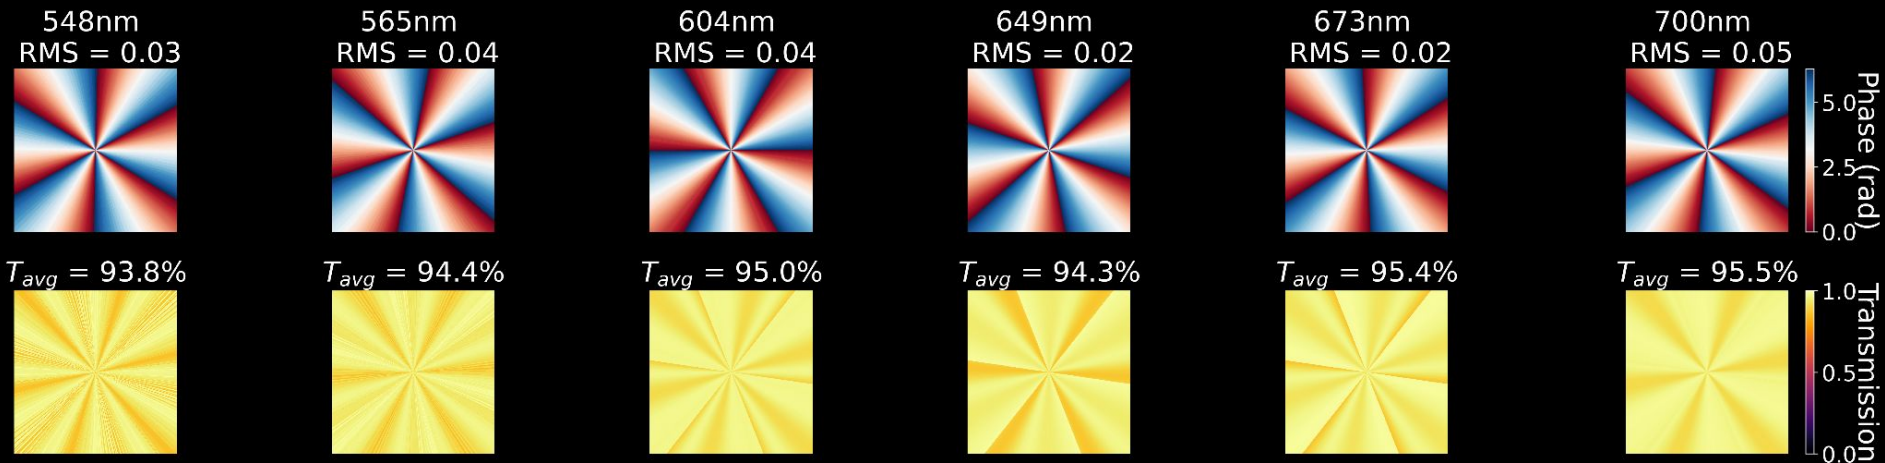 548nm
RMS = 0.03
565nm
RMS = 0.04
604nm
RMS = 0.04
649nm
RMS = 0.02
673nm
RMS = 0.02
700nm
RMS = 0.05
5.0
2.5
0.0
Phase (rad)
T_avg = 93.8%
T_avg = 94.4%
T_avg = 95.0%
T_avg = 94.3%
T_avg = 95.4%
T_avg = 95.5%
1.0
0.5
0.0
Transmission